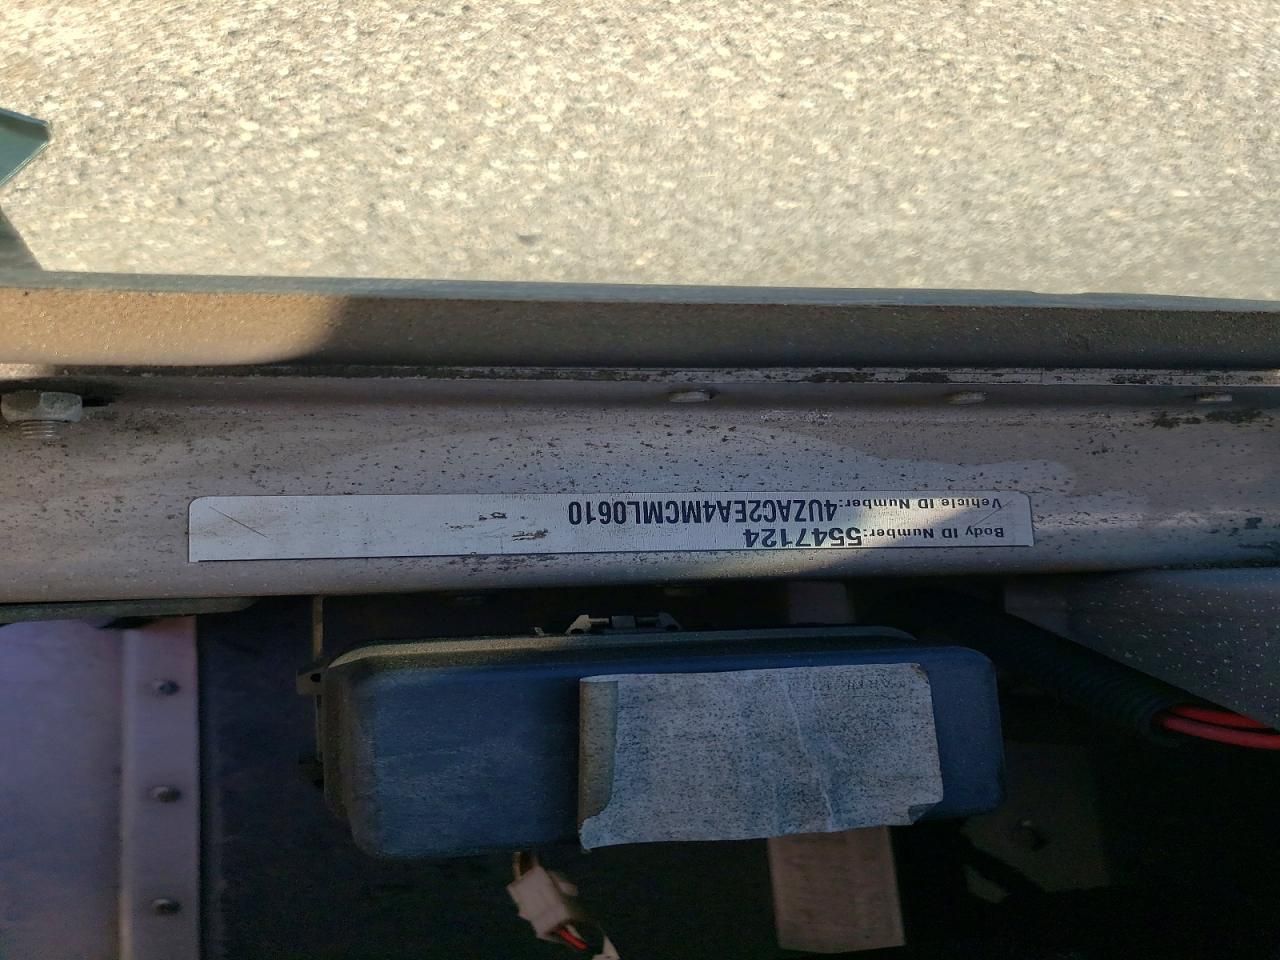 Body ID Number:5547124
Vehicle ID Number:4UZAC2EA4MCML0610